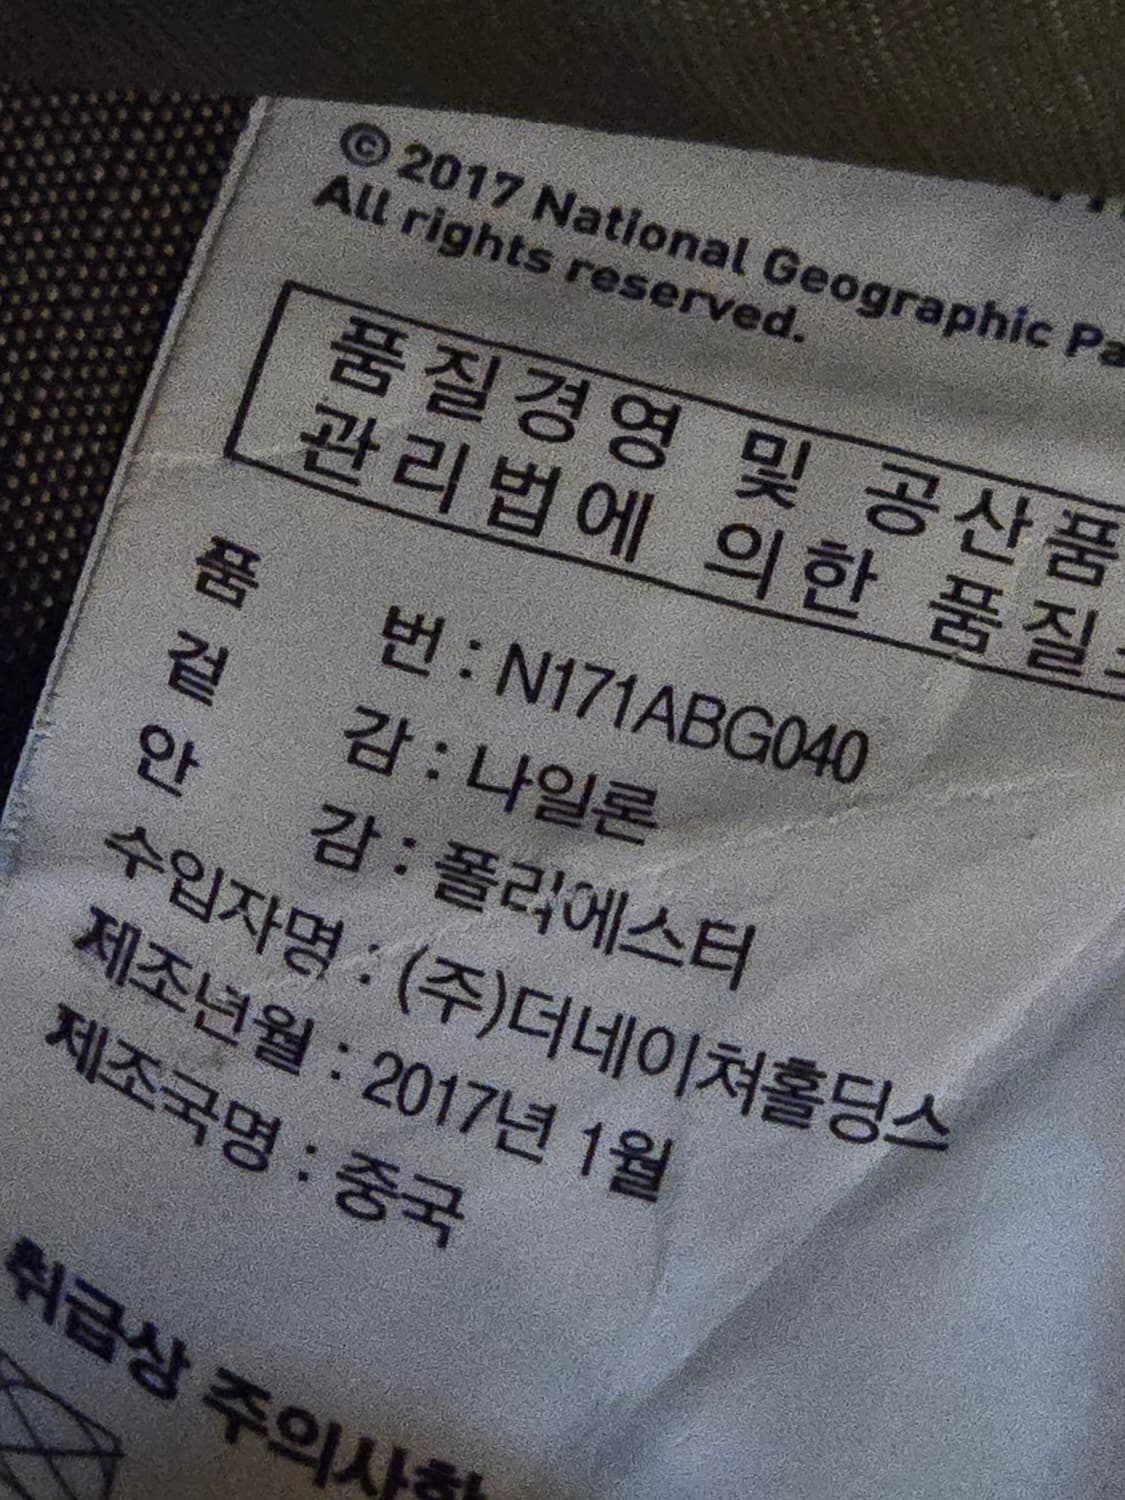 © 2017 National Geographic Pa
All rights reserved.
품질경영 및 공산품
관리법에 의한 품질
품 번 : N171ABG040
겉 감 : 나일론
안 감 : 폴리에스터
수입자명 : (주)더네이쳐홀딩스
제조년월 : 2017년 1월
제조국명 : 중국
취급상 주의사항